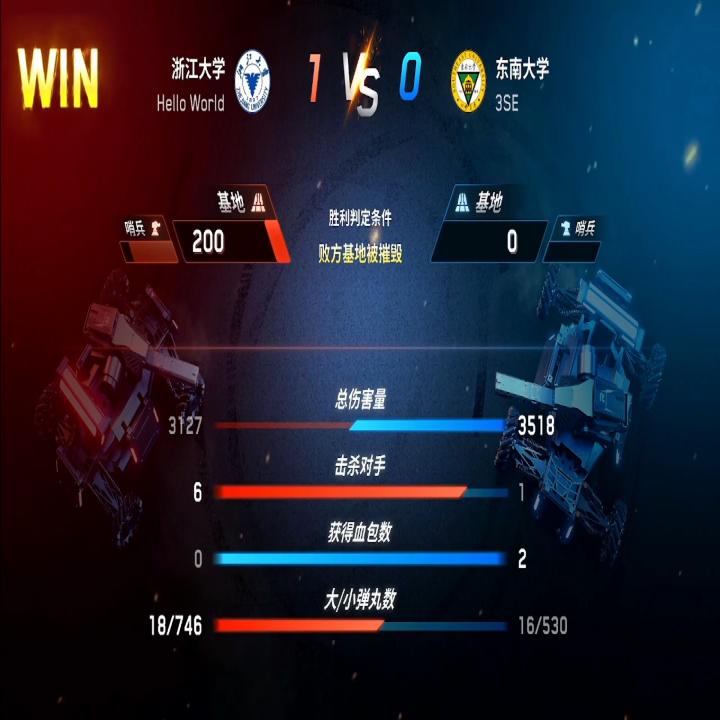 WIN
浙江大学
Hello World
1 VS 0
东南大学
3SE
哨兵
基地
200
胜利判定条件
败方基地被摧毁
基地
0
哨兵
总伤害量
3127
3518
击杀对手
6
1
获得血包数
0
2
大/小弹丸数
18/746
16/530